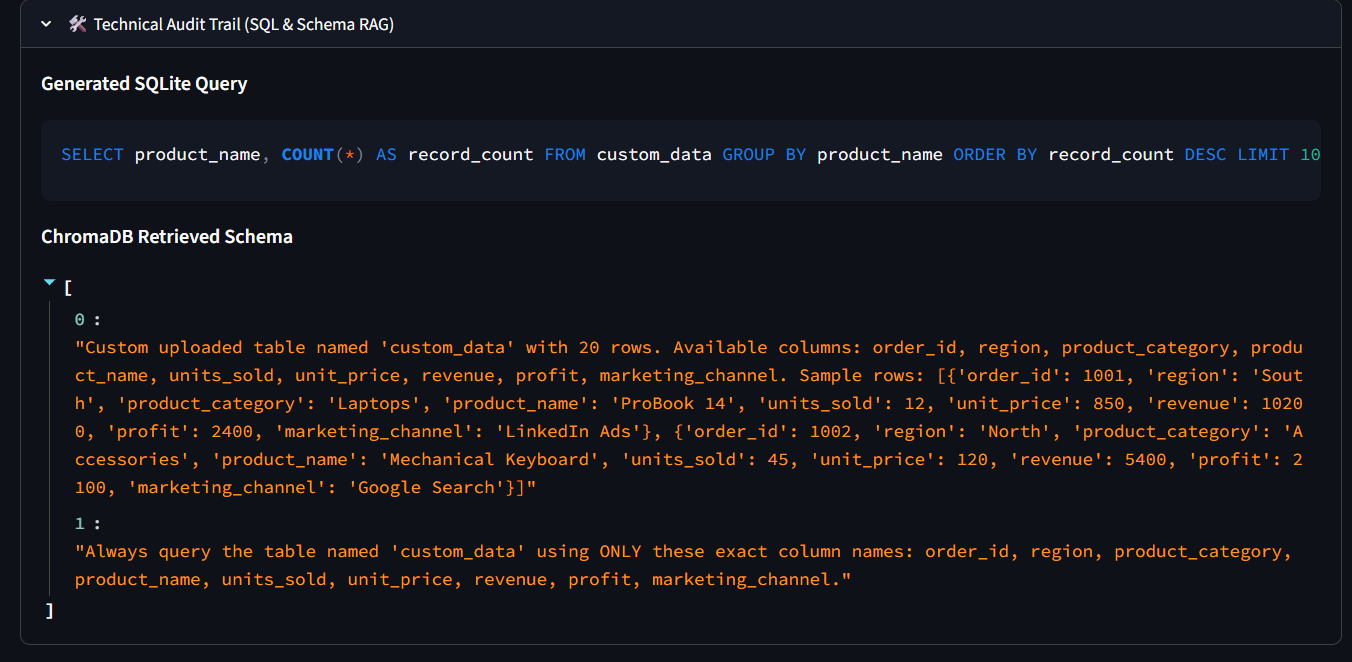 🛠 Technical Audit Trail (SQL & Schema RAG)
Generated SQLite Query
SELECT product_name, COUNT(*) AS record_count FROM custom_data GROUP BY product_name ORDER BY record_count DESC LIMIT 10
ChromaDB Retrieved Schema
[
0 :
"Custom uploaded table named 'custom_data' with 20 rows. Available columns: order_id, region, product_category, produ
ct_name, units_sold, unit_price, revenue, profit, marketing_channel. Sample rows: [{'order_id': 1001, 'region': 'Sout
h', 'product_category': 'Laptops', 'product_name': 'ProBook 14', 'units_sold': 12, 'unit_price': 850, 'revenue': 1020
0, 'profit': 2400, 'marketing_channel': 'LinkedIn Ads'}, {'order_id': 1002, 'region': 'North', 'product_category': 'A
ccessories', 'product_name': 'Mechanical Keyboard', 'units_sold': 45, 'unit_price': 120, 'revenue': 5400, 'profit': 2
100, 'marketing_channel': 'Google Search'}]"
1 :
"Always query the table named 'custom_data' using ONLY these exact column names: order_id, region, product_category,
product_name, units_sold, unit_price, revenue, profit, marketing_channel."
]